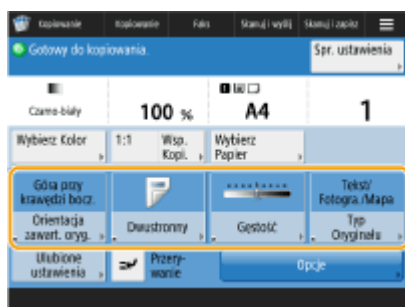 Kopiowanie Kopiowanie Faks Skanuj i wyślij Skanuj i zapisz
Gotowy do kopiowania.
Spr. ustawienia
Czarno-biały
100 %
A4
1
Wybierz Kolor
1:1
Wsp. Kopi.
Wybierz Papier
Góra przy
krawędzi bocz.
Tekst/
Fotogra./Mapa
Orientacja
zawart. oryg.
Dwustronny
Gęstość
Typ
Oryginału
Ulubione
ustawienia
Przery-
wanie
Opcje